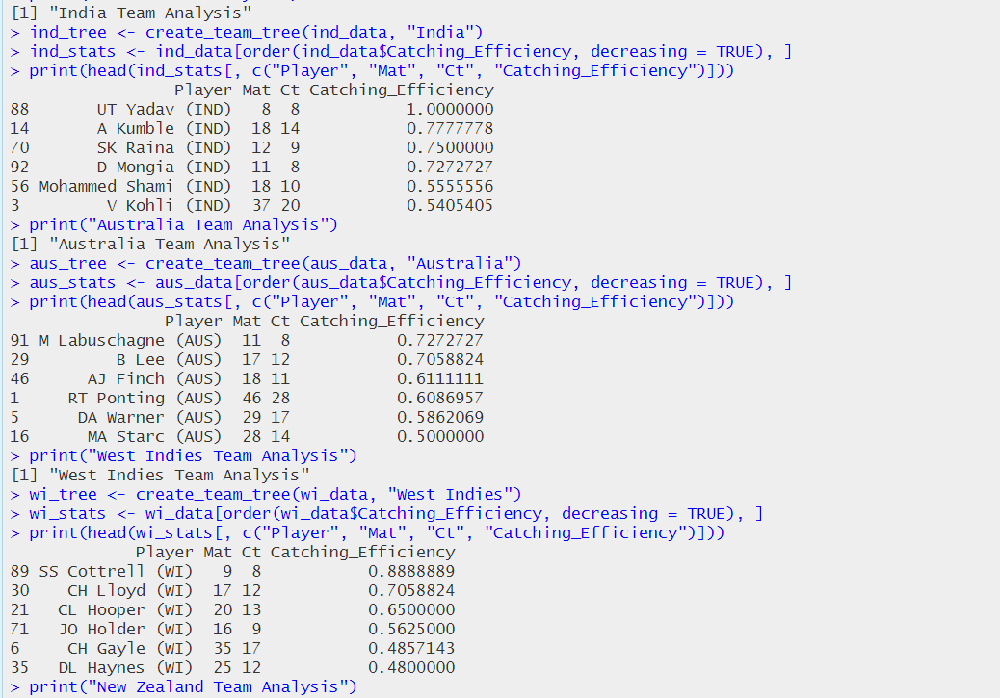 [1] "India Team Analysis"
> ind_tree <- create_team_tree(ind_data, "India")
> ind_stats <- ind_data[order(ind_data$Catching_Efficiency, decreasing = TRUE), ]
> print(head(ind_stats[, c("Player", "Mat", "Ct", "Catching_Efficiency")]))
                 Player Mat Ct Catching_Efficiency
88       UT Yadav (IND)   8  8           1.0000000
14       A Kumble (IND)  18 14           0.7777778
70       SK Raina (IND)  12  9           0.7500000
92       D Mongia (IND)  11  8           0.7272727
56 Mohammed Shami (IND)  18 10           0.5555556
3         V Kohli (IND)  37 20           0.5405405
> print("Australia Team Analysis")
[1] "Australia Team Analysis"
> aus_tree <- create_team_tree(aus_data, "Australia")
> aus_stats <- aus_data[order(aus_data$Catching_Efficiency, decreasing = TRUE), ]
> print(head(aus_stats[, c("Player", "Mat", "Ct", "Catching_Efficiency")]))
                Player Mat Ct Catching_Efficiency
91 M Labuschagne (AUS)  11  8           0.7272727
29         B Lee (AUS)  17 12           0.7058824
46      AJ Finch (AUS)  18 11           0.6111111
1     RT Ponting (AUS)  46 28           0.6086957
5      DA Warner (AUS)  29 17           0.5862069
16      MA Starc (AUS)  28 14           0.5000000
> print("West Indies Team Analysis")
[1] "West Indies Team Analysis"
> wi_tree <- create_team_tree(wi_data, "West Indies")
> wi_stats <- wi_data[order(wi_data$Catching_Efficiency, decreasing = TRUE), ]
> print(head(wi_stats[, c("Player", "Mat", "Ct", "Catching_Efficiency")]))
             Player Mat Ct Catching_Efficiency
89 SS Cottrell (WI)   9  8           0.8888889
30    CH Lloyd (WI)  17 12           0.7058824
21   CL Hooper (WI)  20 13           0.6500000
71   JO Holder (WI)  16  9           0.5625000
6     CH Gayle (WI)  35 17           0.4857143
35   DL Haynes (WI)  25 12           0.4800000
> print("New Zealand Team Analysis")